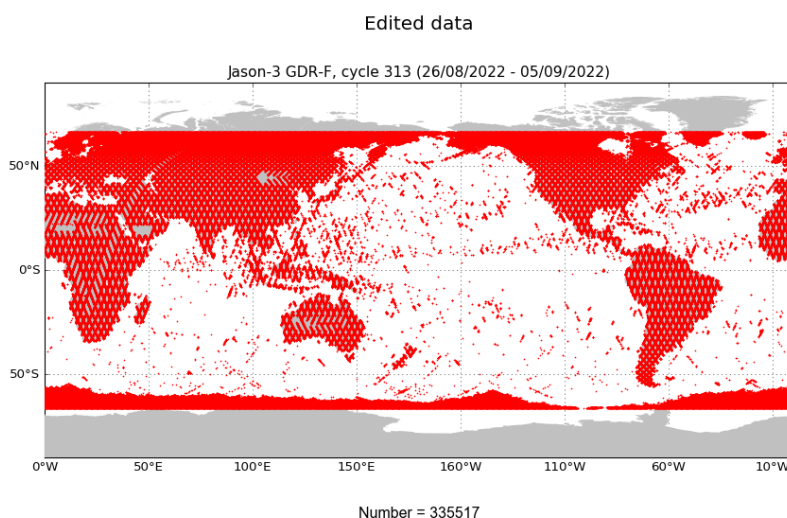 Edited data
Jason-3 GDR-F, cycle 313 (26/08/2022 - 05/09/2022)
50°N
0°S
50°S
0°W 50°E 100°E 150°E 160°W 110°W 60°W 10°W
Number = 335517